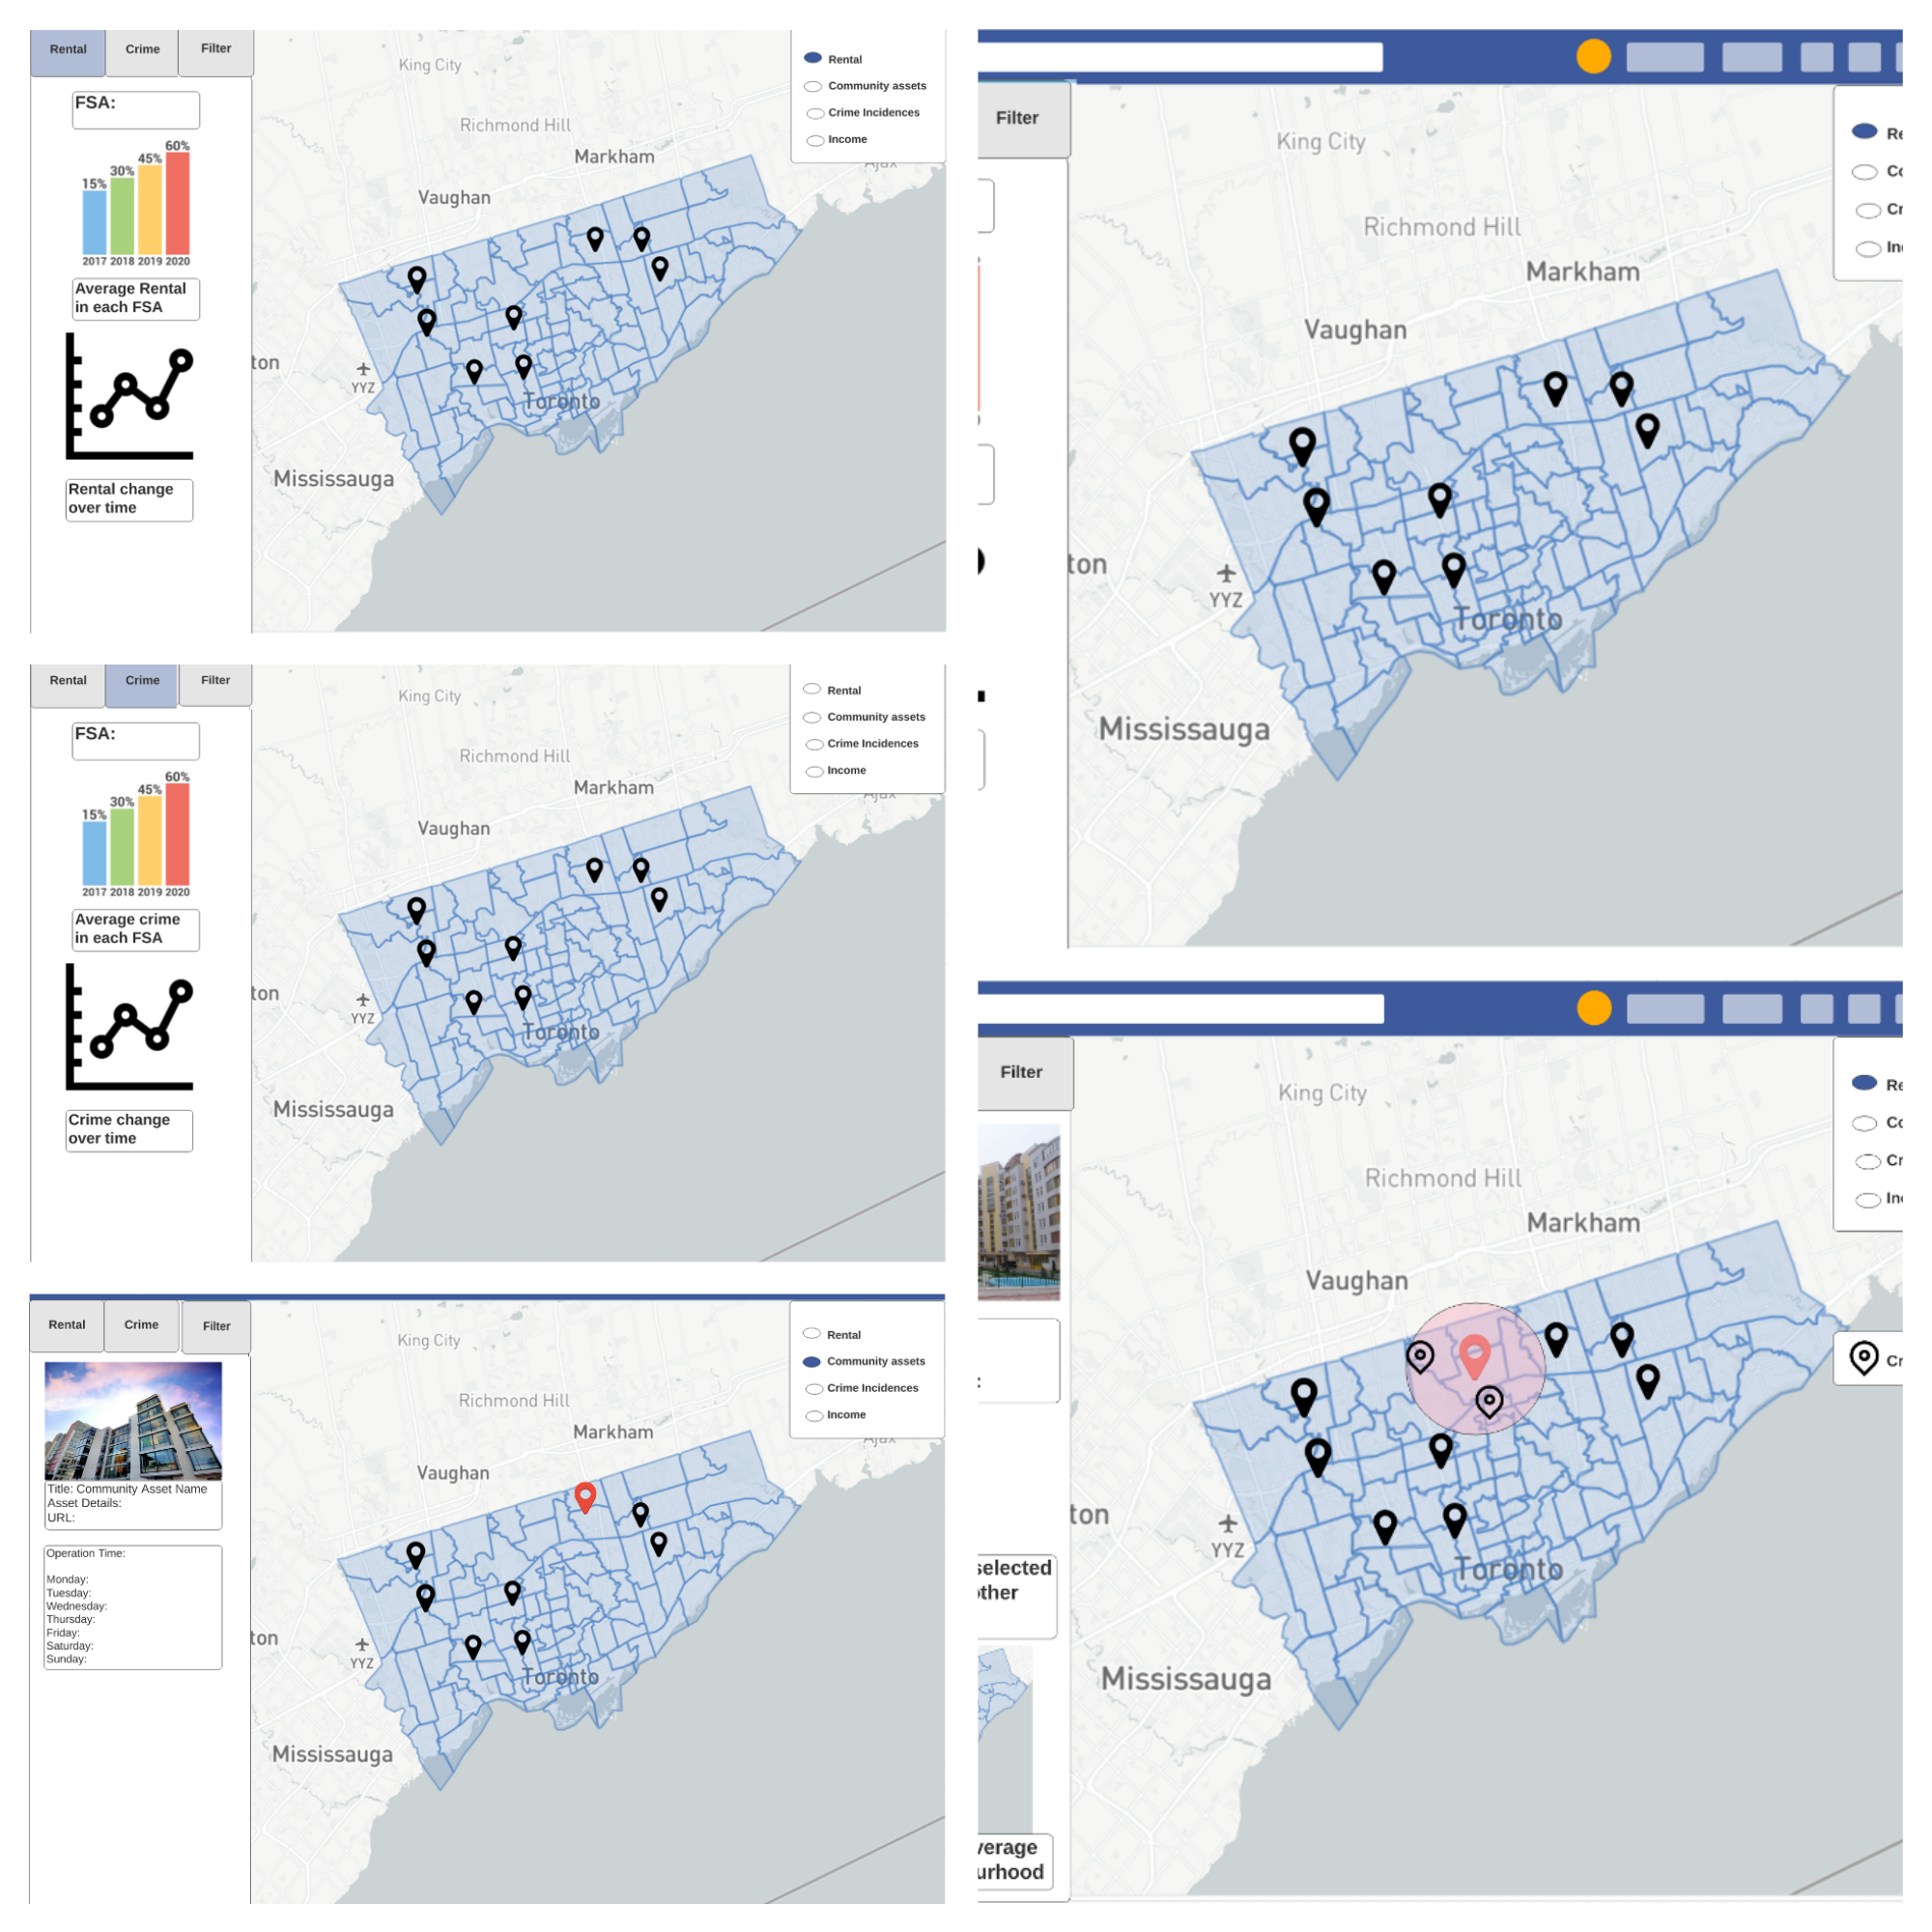 Rental Crime Filter
FSA:
15% 30% 45% 60%
2017 2018 2019 2020
Average Rental
in each FSA
Rental change
over time
King City
Richmond Hill
Markham
Vaughan
Ajax
ton
YYZ
Toronto
Mississauga
Rental
Community assets
Crime Incidences
Income
Rental Crime Filter
FSA:
15% 30% 45% 60%
2017 2018 2019 2020
Average crime
in each FSA
Crime change
over time
King City
Richmond Hill
Markham
Vaughan
Ajax
ton
YYZ
Toronto
Mississauga
Rental
Community assets
Crime Incidences
Income
Rental Crime Filter
Title: Community Asset Name
Asset Details:
URL:
Operation Time:
Monday:
Tuesday:
Wednesday:
Thursday:
Friday:
Saturday:
Sunday:
King City
Richmond Hill
Markham
Vaughan
Ajax
ton
YYZ
Toronto
Mississauga
Rental
Community assets
Crime Incidences
Income
Filter
King City
Richmond Hill
Markham
Vaughan
ton
YYZ
Toronto
Mississauga
Re
Co
Cr
In
Filter
:
selected
other
verage
urhood
King City
Richmond Hill
Markham
Vaughan
ton
YYZ
Toronto
Mississauga
Re
Co
Cr
In
Cr